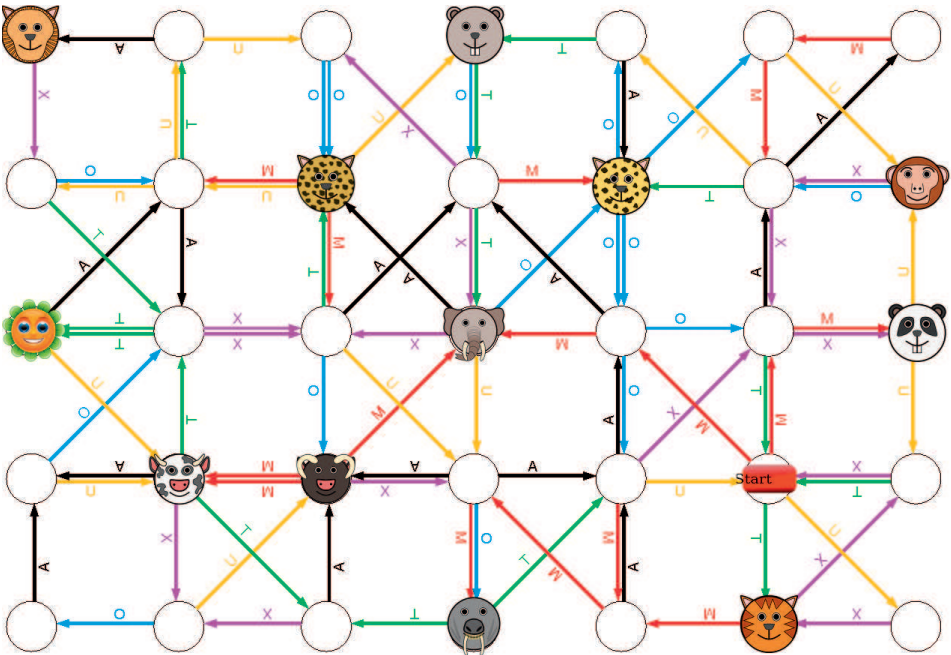 A U T M
X U T O O U X O T O A O U M U A
O M M X
U U T O
T A A T M A A X T O A O O A X U
T X O M
T X X M X
U O T O U M U A O X M T M U
A M A A X
Start
U M X U T
A X T U A M O T M M A T U X
O X T M X